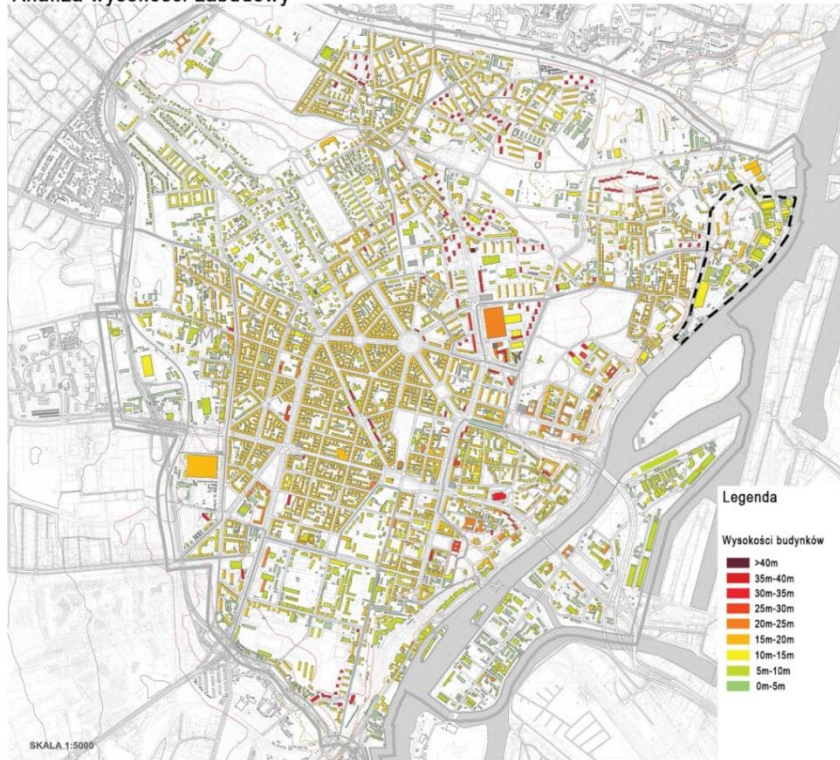 Analiza wysokości zabudowy
Legenda
Wysokości budynków
>40m
35m-40m
30m-35m
25m-30m
20m-25m
15m-20m
10m-15m
5m-10m
0m-5m
SKALA 1:5000